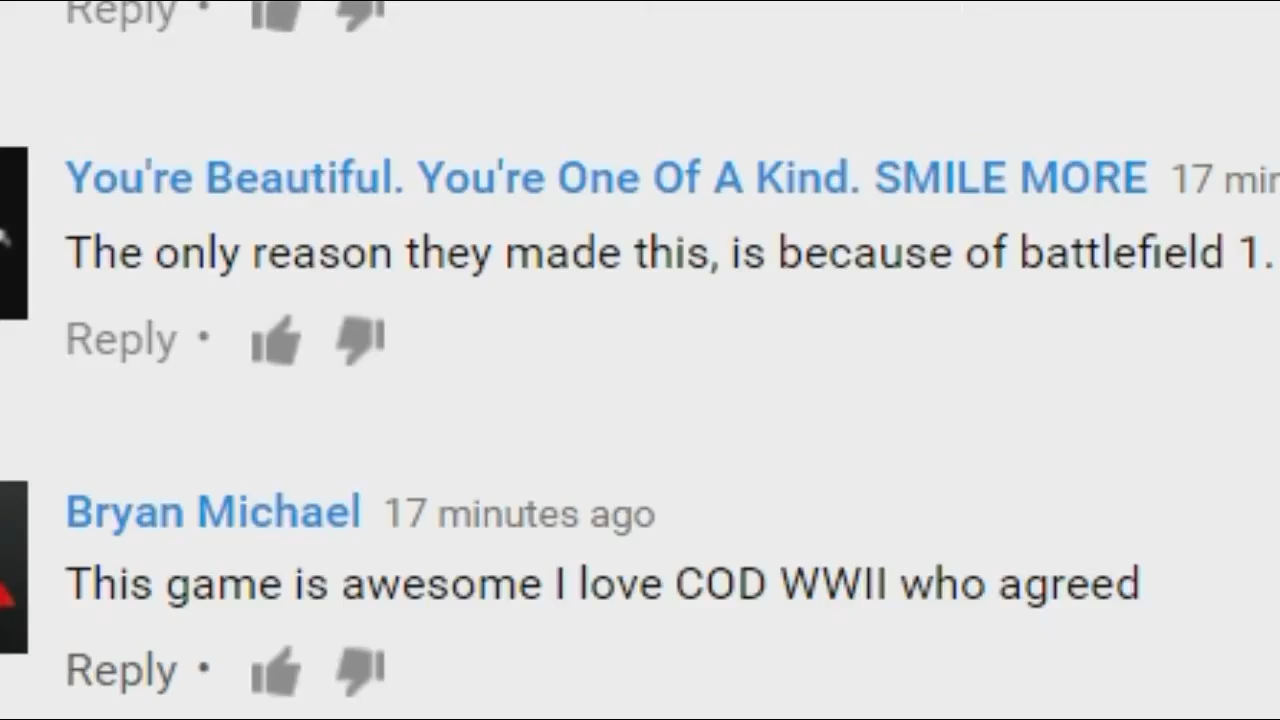 Reply •
You're Beautiful. You're One Of A Kind. SMILE MORE 17 min
The only reason they made this, is because of battlefield 1.
Reply •
Bryan Michael 17 minutes ago
This game is awesome I love COD WWII who agreed
Reply •